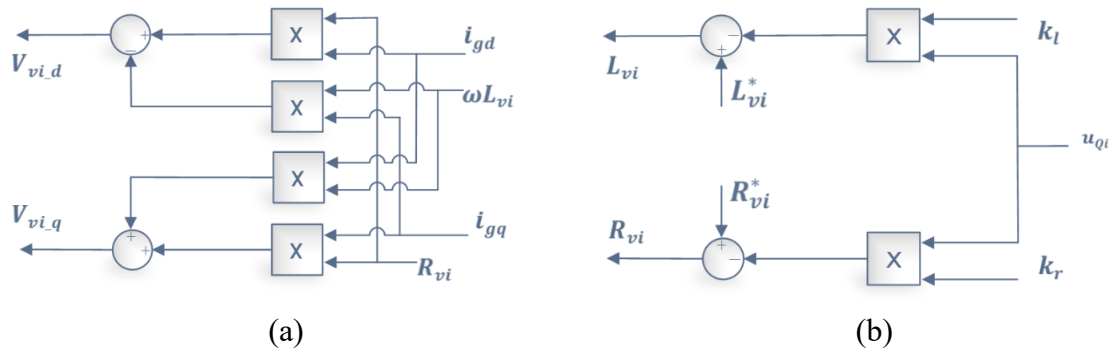 X
i_gd
V_vi_d
+
−
X
ωL_vi
X
V_vi_q
+
+
X
i_gq
R_vi
(a)
k_l
X
−
+
L_vi
L*_vi
u_Qi
R*_vi
R_vi
+
−
X
k_r
(b)